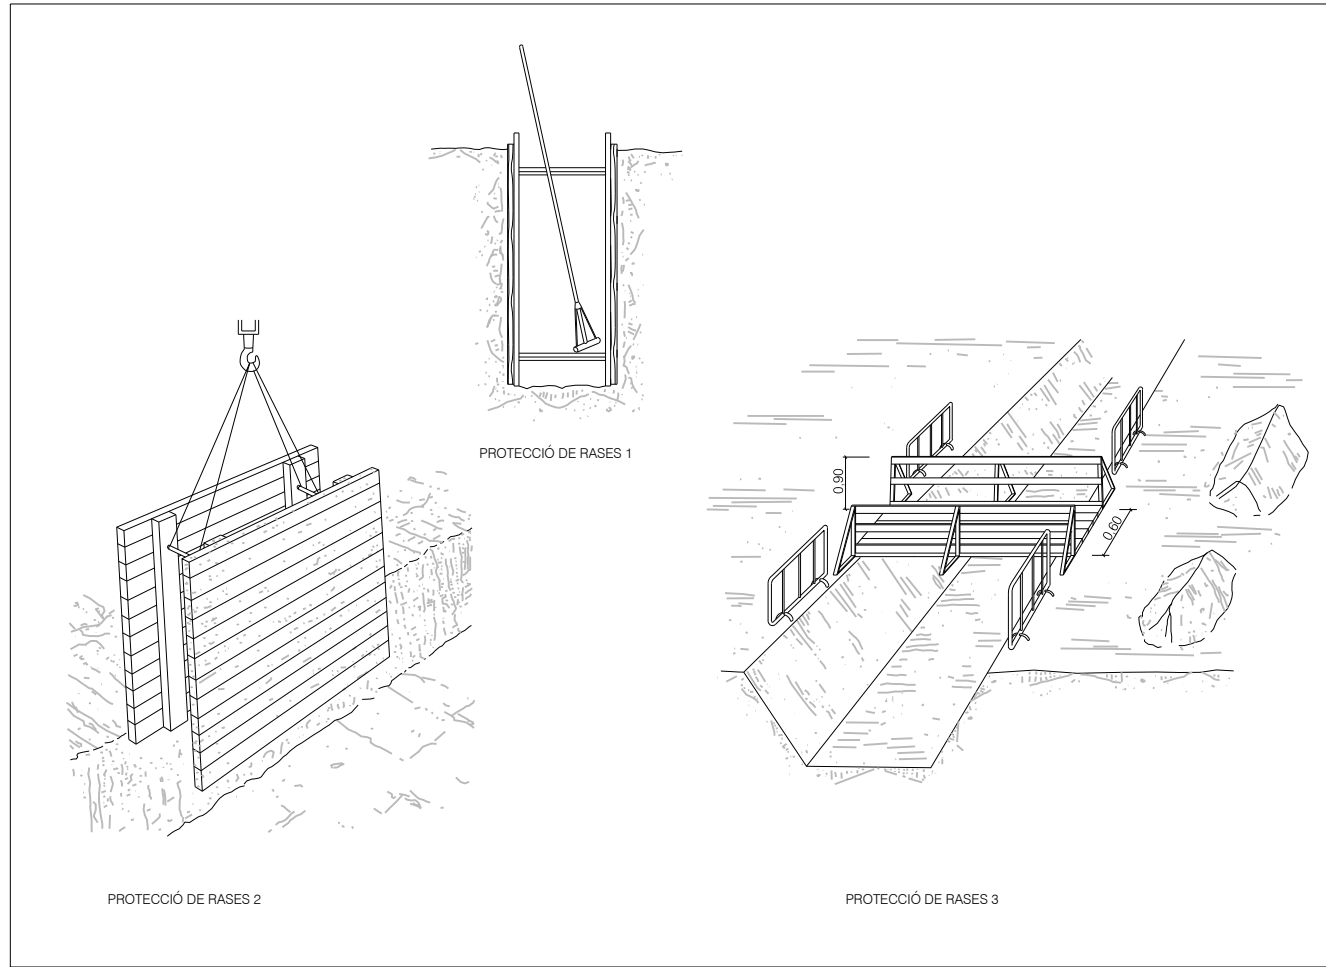 PROTECCIÓ DE RASES 1
0.90
0.60
PROTECCIÓ DE RASES 2
PROTECCIÓ DE RASES 3